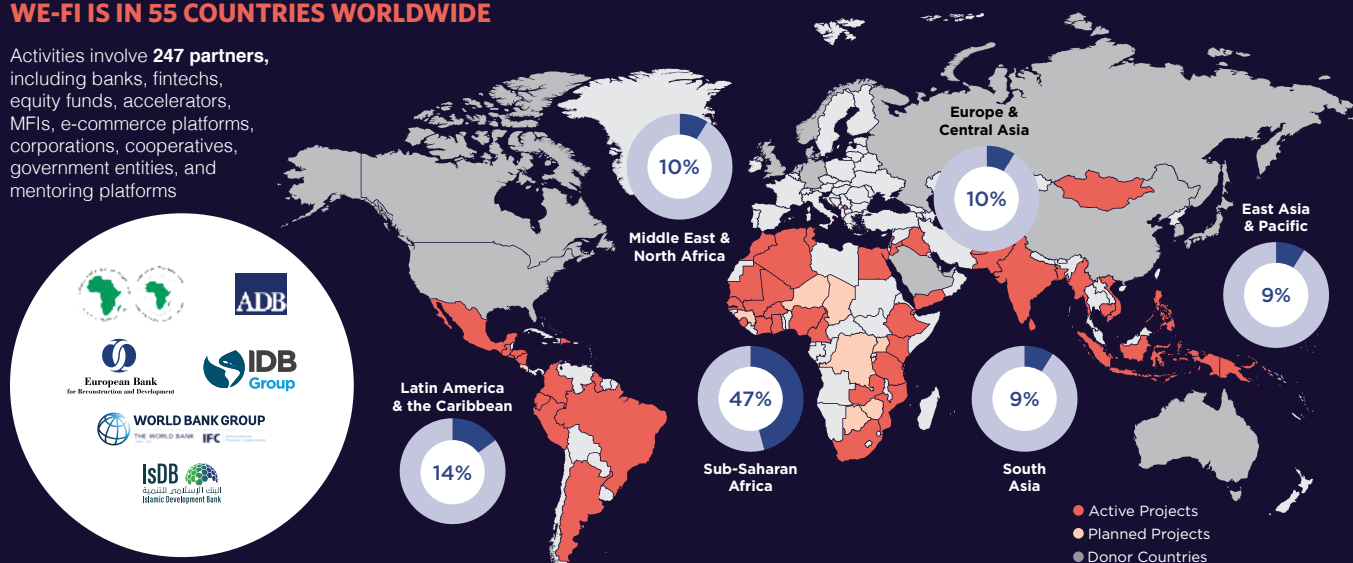 WE-FI IS IN 55 COUNTRIES WORLDWIDE
Activities involve 247 partners,
including banks, fintechs,
equity funds, accelerators,
MFIs, e-commerce platforms,
corporations, cooperatives,
government entities, and
mentoring platforms
ADB
European Bank
for Reconstruction and Development
IDB
Group
WORLD BANK GROUP
THE WORLD BANK
IFC
IsDB
البنك الإسلامي للتنمية
Islamic Development Bank
10%
Middle East &
North Africa
Europe &
Central Asia
10%
East Asia
& Pacific
9%
Latin America
& the Caribbean
14%
47%
Sub-Saharan
Africa
9%
South
Asia
Active Projects
Planned Projects
Donor Countries